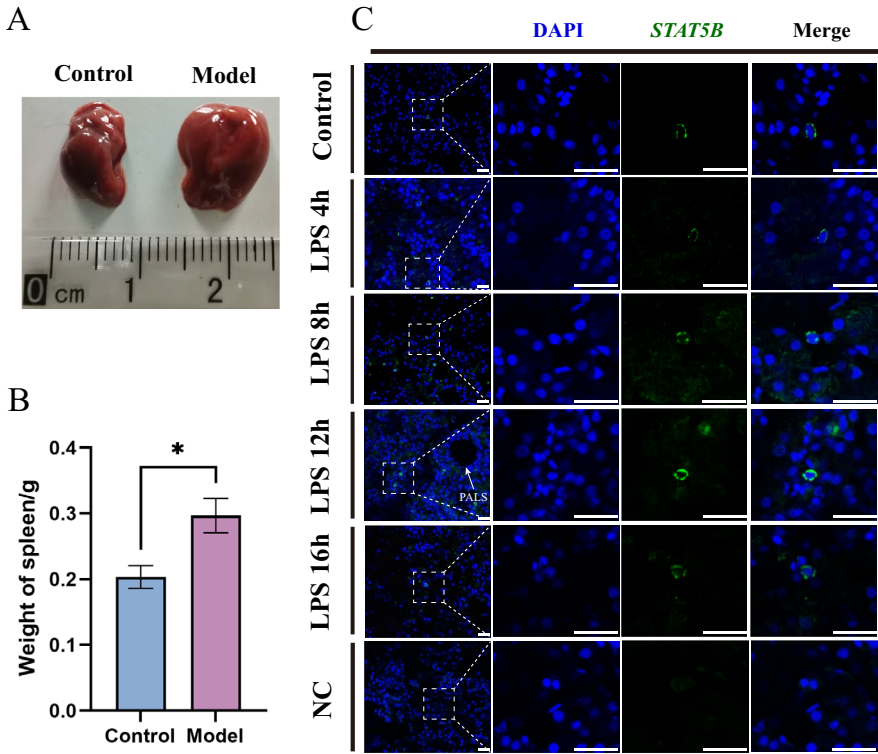 A
Control Model
0 cm 1 2
B
Weight of spleen/g
0.4
0.3
0.2
0.1
0.0
*
Control Model
C
DAPI STAT5B Merge
Control
LPS 4h
LPS 8h
LPS 12h
PALS
LPS 16h
NC